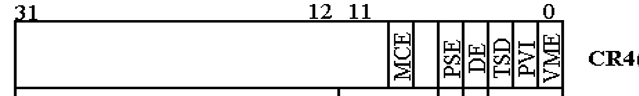 31 12 11 0
MCE PSE DE TSD PVI VME CR4(